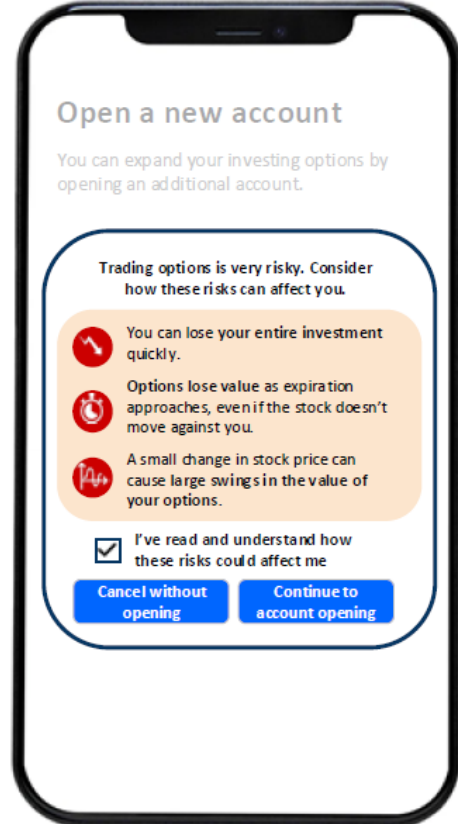 Open a new account
You can expand your investing options by
opening an additional account.
Trading options is very risky. Consider
how these risks can affect you.
You can lose your entire investment
quickly.
Options lose value as expiration
approaches, even if the stock doesn't
move against you.
A small change in stock price can
cause large swings in the value of
your options.
I've read and understand how
these risks could affect me
Cancel without
opening
Continue to
account opening